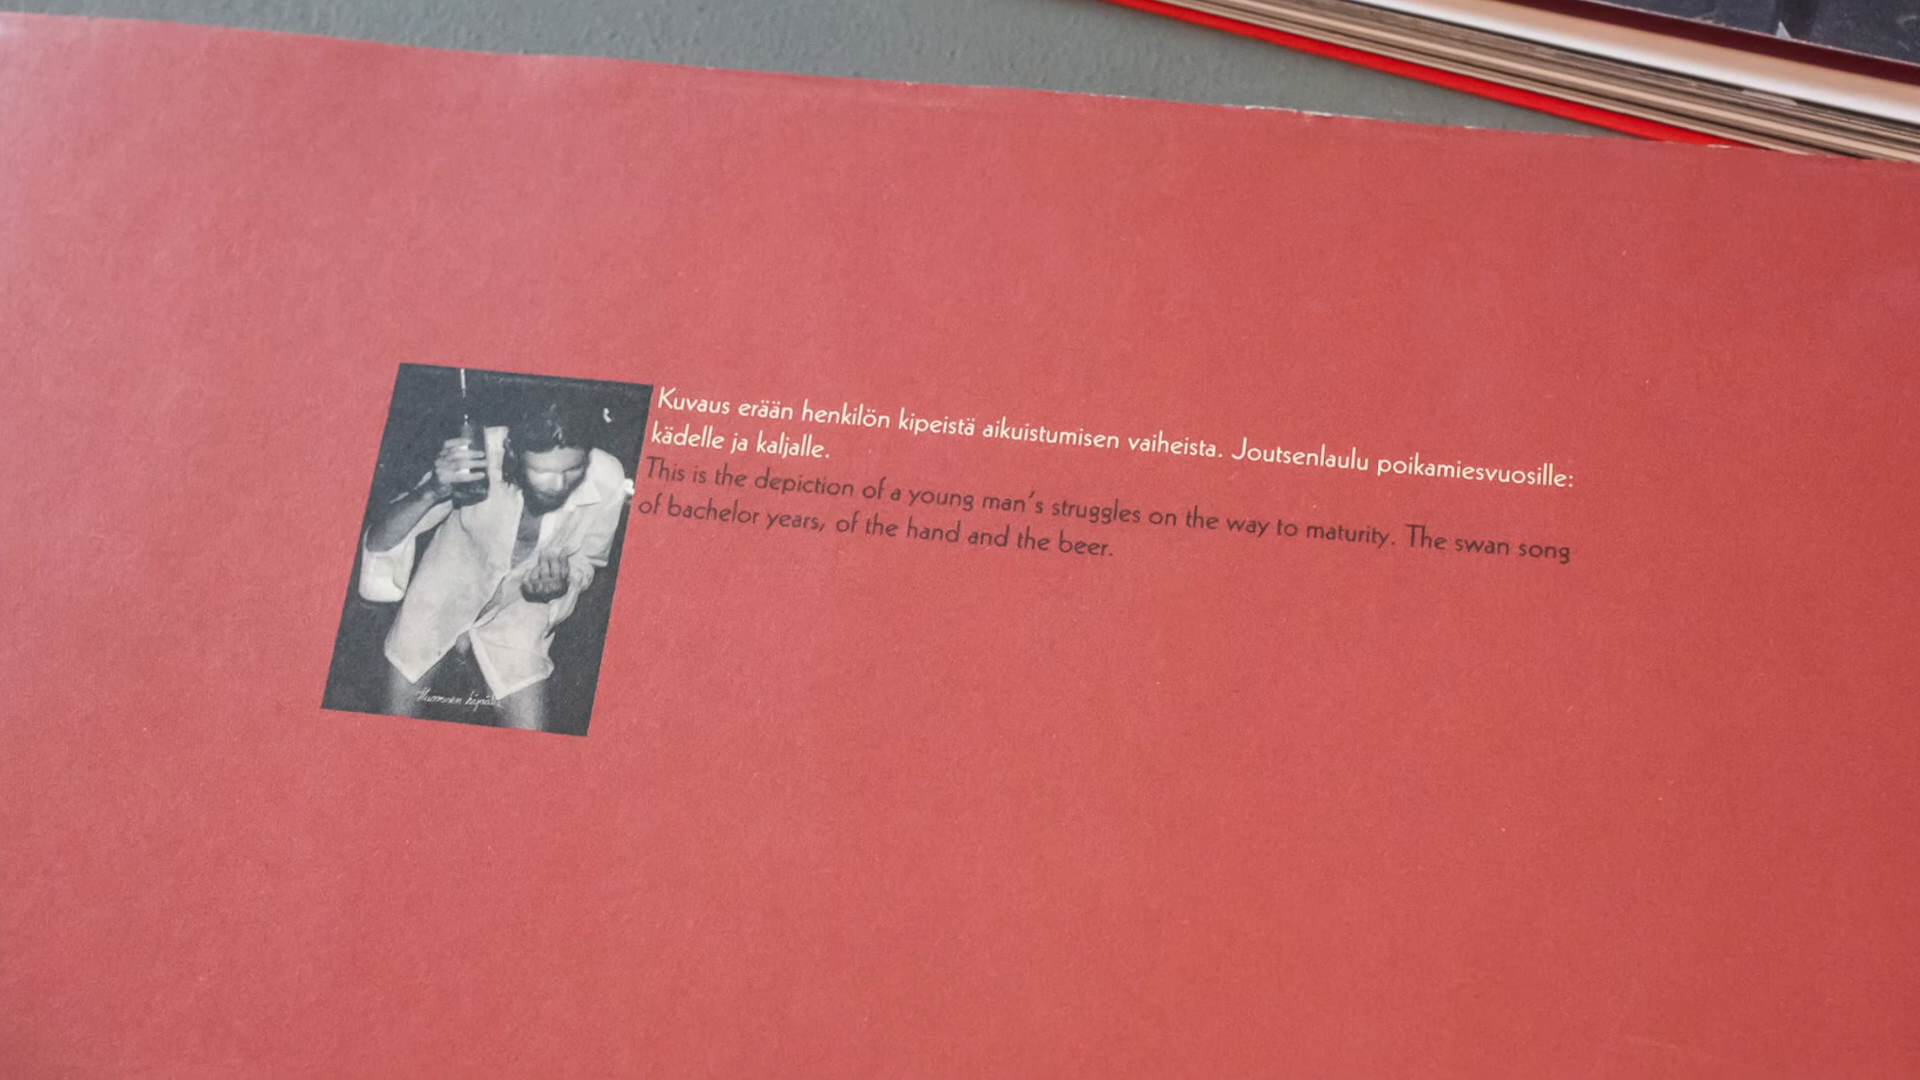 Kuvaus erään henkilön kipeistä aikuistumisen vaiheista. Joutsenlaulu poikamiesvuosille:
kädelle ja kaljalle.
This is the depiction of a young man's struggles on the way to maturity. The swan song
of bachelor years, of the hand and the beer.